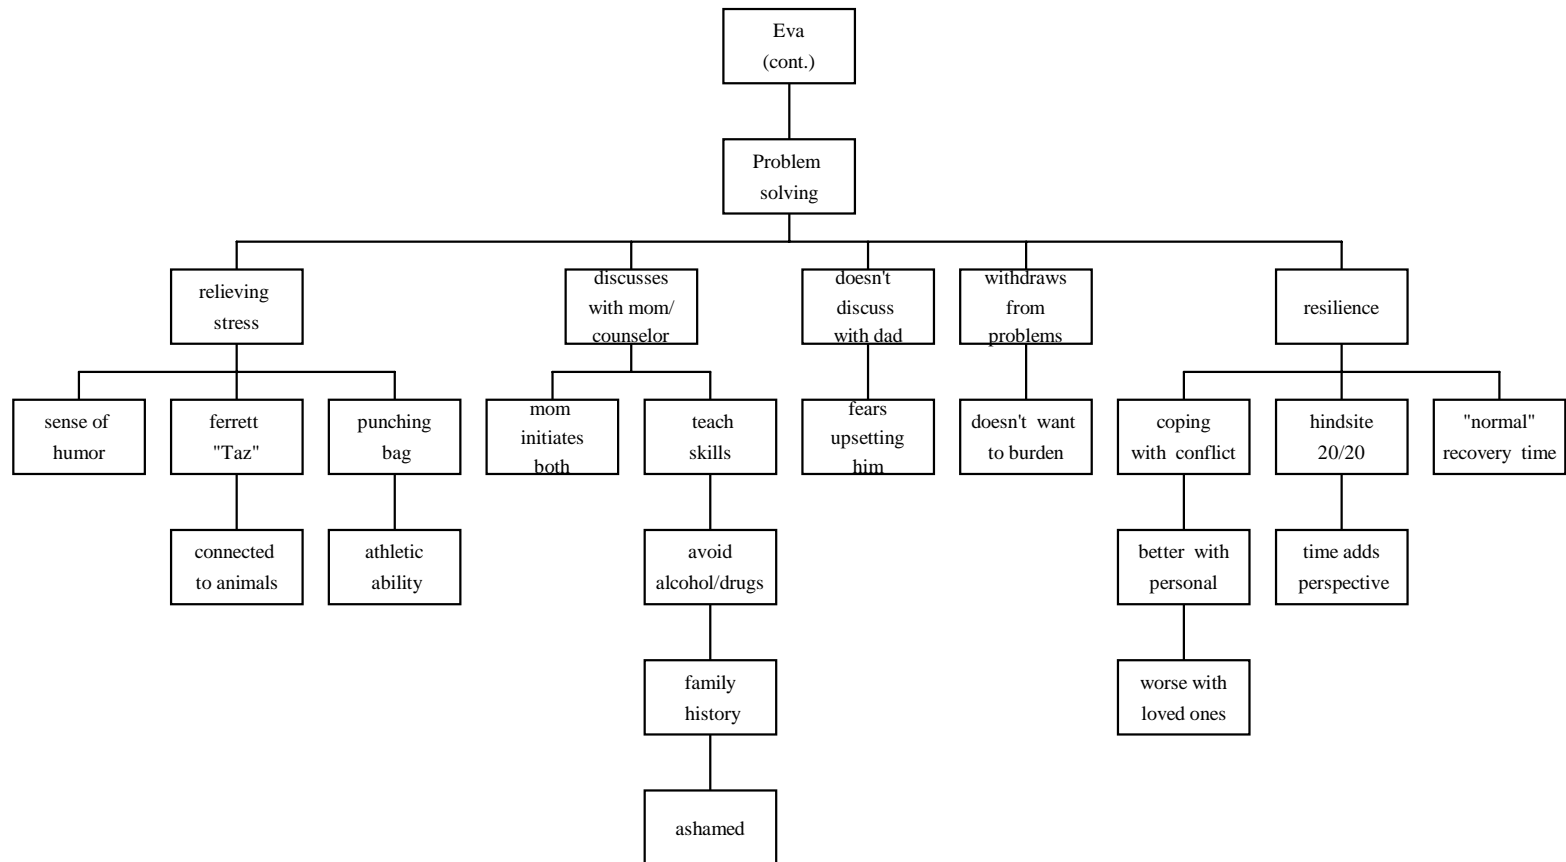 Eva
(cont.)
Problem
solving
relieving
stress
discusses
with mom/
counselor
doesn't
discuss
with dad
withdraws
from
problems
resilience
sense of
humor
ferrett
"Taz"
punching
bag
mom
initiates
both
teach
skills
fears
upsetting
him
doesn't want
to burden
coping
with conflict
hindsite
20/20
"normal"
recovery time
connected
to animals
athletic
ability
avoid
alcohol/drugs
better with
personal
time adds
perspective
family
history
worse with
loved ones
ashamed